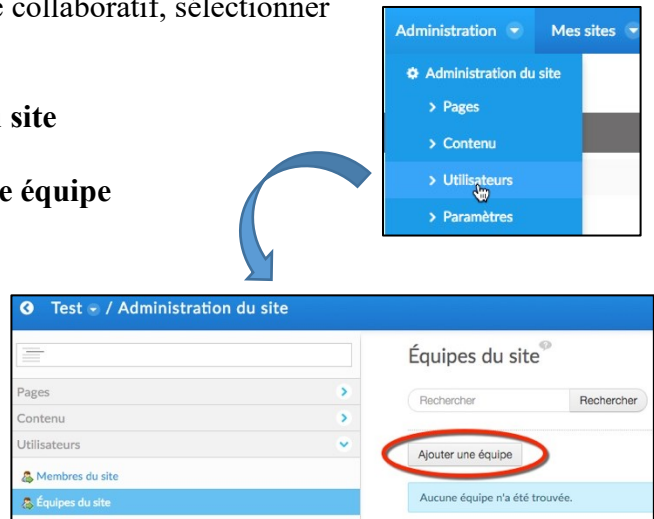 collaboratif, sélectionner
site
équipe
Administration Mes sites
Administration du site
> Pages
> Contenu
> Utilisateurs
> Paramètres
Test / Administration du site
Pages
Contenu
Utilisateurs
Membres du site
Équipes du site
Équipes du site
Rechercher Rechercher
Ajouter une équipe
Aucune équipe n'a été trouvée.